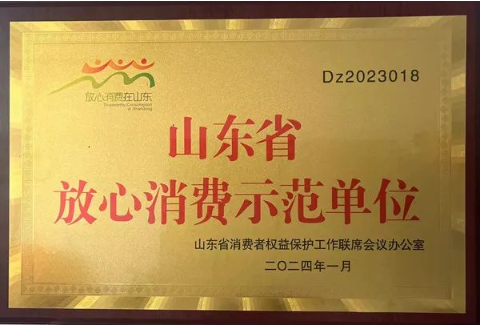 放心消费在山东
Dz2023018
山东省
放心消费示范单位
山东省消费者权益保护工作联席会议办公室
二〇二四年一月